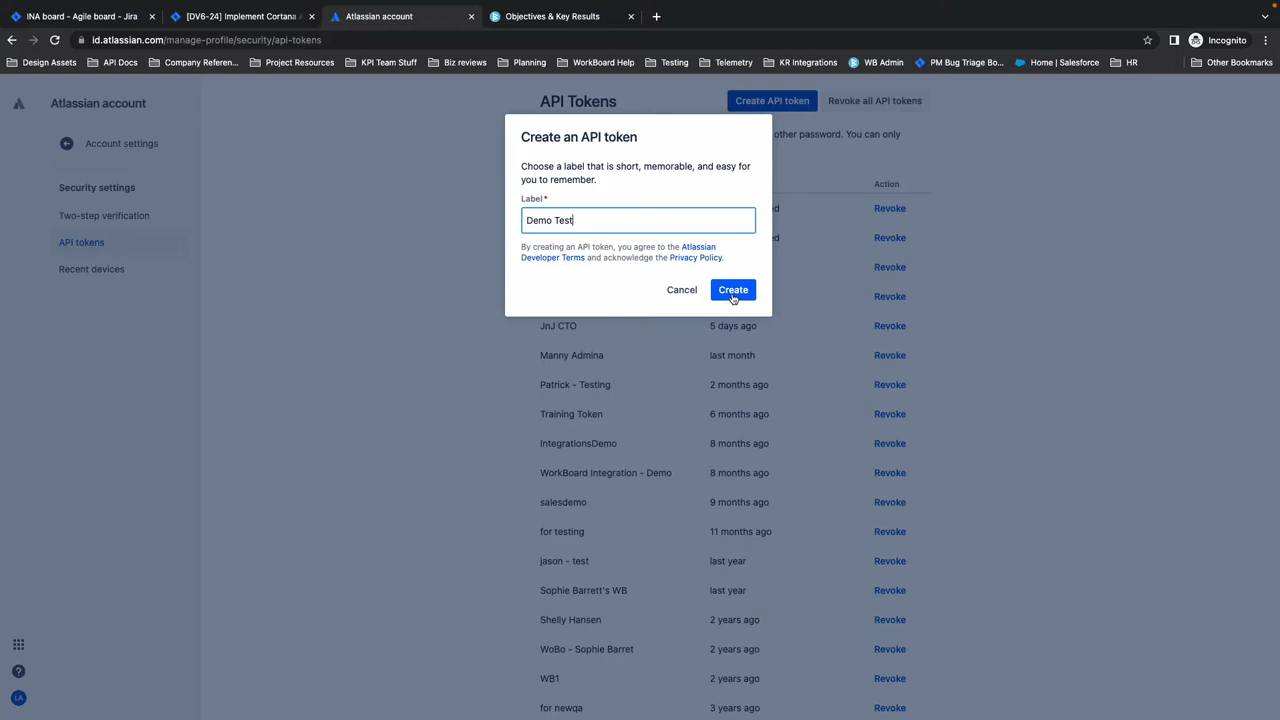 INA board - Agile board - Jira
[DV6-24] Implement Cortana A
Atlassian account
Objectives & Key Results
id.atlassian.com/manage-profile/security/api-tokens
Incognito
Design Assets
API Docs
Company Referen...
Project Resources
KPI Team Stuff
Biz reviews
Planning
WorkBoard Help
Testing
Telemetry
KR Integrations
WB Admin
PM Bug Triage Boa...
Home | Salesforce
HR
Other Bookmarks
Atlassian account
API Tokens
Create API token
Revoke all API tokens
Account settings
other password. You can only
Security settings
Two-step verification
API tokens
Recent devices
Create an API token
Choose a label that is short, memorable, and easy for
you to remember.
Label*
Demo Test
By creating an API token, you agree to the Atlassian
Developer Terms and acknowledge the Privacy Policy.
Cancel
Create
Action
Revoke
Revoke
Revoke
Revoke
JnJ CTO 5 days ago Revoke
Manny Admina last month Revoke
Patrick - Testing 2 months ago Revoke
Training Token 6 months ago Revoke
IntegrationsDemo 8 months ago Revoke
WorkBoard Integration - Demo 8 months ago Revoke
salesdemo 9 months ago Revoke
for testing 11 months ago Revoke
jason - test last year Revoke
Sophie Barrett's WB last year Revoke
Shelly Hansen 2 years ago Revoke
WoBo - Sophie Barret 2 years ago Revoke
WB1 2 years ago Revoke
for newqa 3 years ago Revoke
LA